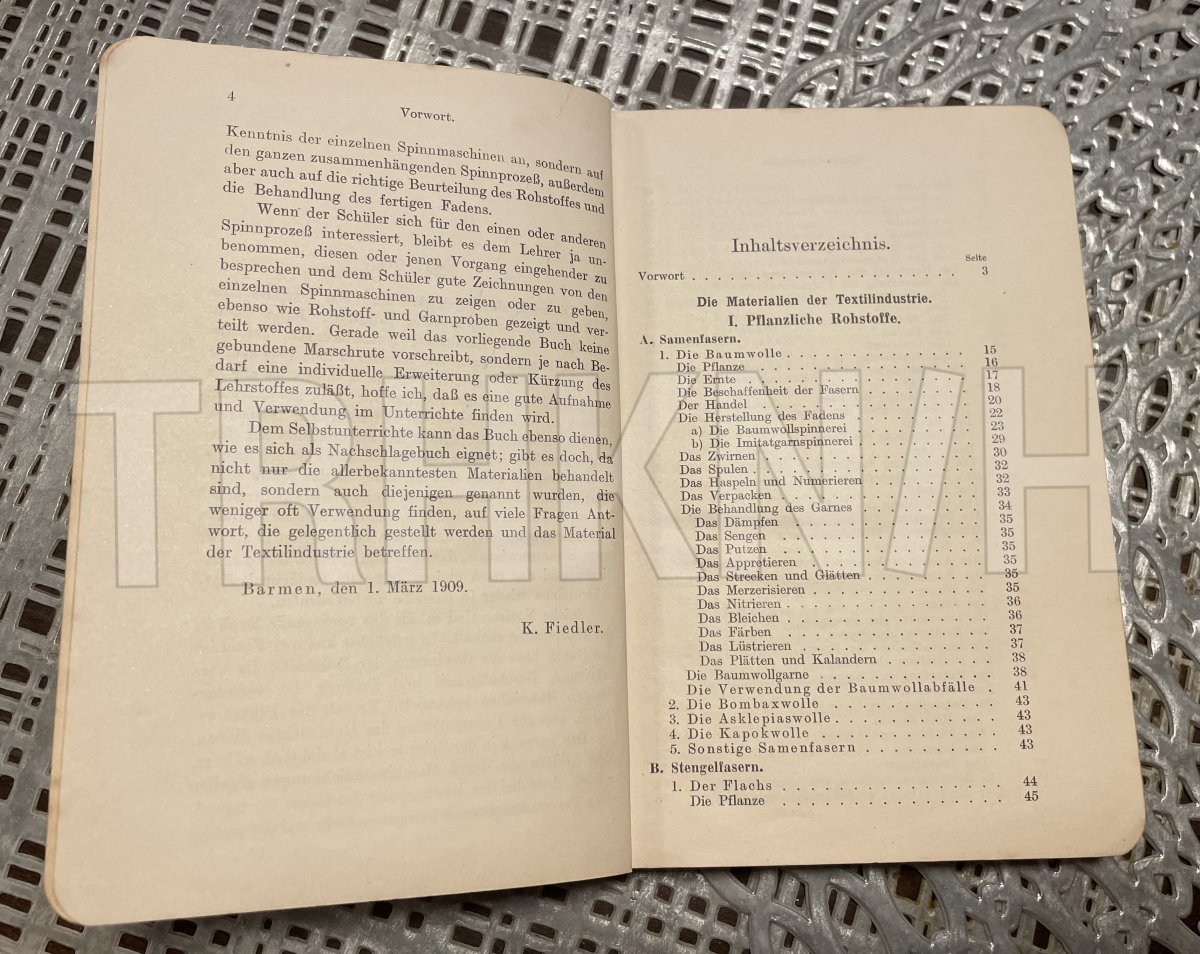 4
Vorwort.
Kenntnis der einzelnen Spinnmaschinen an, sondern auf
den ganzen zusammenhängenden Spinnprozeß, außerdem
aber auch auf die richtige Beurteilung des Rohstoffes und
die Behandlung des fertigen Fadens.
Wenn der Schüler sich für den einen oder anderen
Spinnprozeß interessiert, bleibt es dem Lehrer ja un-
benommen, diesen oder jenen Vorgang eingehender zu
besprechen und dem Schüler gute Zeichnungen von den
einzelnen Spinnmaschinen zu zeigen oder zu geben,
ebenso wie Rohstoff- und Garnproben gezeigt und ver-
teilt werden. Gerade weil das vorliegende Buch keine
gebundene Marschrute vorschreibt, sondern je nach Be-
darf eine individuelle Erweiterung oder Kürzung des
Lehrstoffes zuläßt, hoffe ich, daß es eine gute Aufnahme
und Verwendung im Unterrichte finden wird.
Dem Selbstunterrichte kann das Buch ebenso dienen,
wie es sich als Nachschlagebuch eignet; gibt es doch, da
nicht nur die allerbekanntesten Materialien behandelt
sind, sondern auch diejenigen genannt wurden, die
weniger oft Verwendung finden, auf viele Fragen Ant-
wort, die gelegentlich gestellt werden und das Material
der Textilindustrie betreffen.
Barmen, den 1. März 1909.
K. Fiedler.
Inhaltsverzeichnis.
Seite
Vorwort . . . . . . . . . . . . . . . . . . . . . 3
Die Materialien der Textilindustrie.
I. Pflanzliche Rohstoffe.
A. Samenfasern.
1. Die Baumwolle . . . . . . . . . . . . . . 15
Die Pflanze . . . . . . . . . . . . . . 16
Die Ernte . . . . . . . . . . . . . . 17
Die Beschaffenheit der Fasern . . . . . . . . 18
Der Handel . . . . . . . . . . . . . . 20
Die Herstellung des Fadens . . . . . . . . . 22
a) Die Baumwollspinnerei . . . . . . . . . 23
b) Die Imitatgarnspinnerei . . . . . . . . . 29
Das Zwirnen . . . . . . . . . . . . . . 30
Das Spulen . . . . . . . . . . . . . . 32
Das Haspeln und Numerieren . . . . . . . . 32
Das Verpacken . . . . . . . . . . . . . 33
Die Behandlung des Garnes . . . . . . . . . 34
Das Dämpfen . . . . . . . . . . . . 35
Das Sengen . . . . . . . . . . . . . 35
Das Putzen . . . . . . . . . . . . . 35
Das Appretieren . . . . . . . . . . . 35
Das Strecken und Glätten . . . . . . . . 35
Das Merzerisieren . . . . . . . . . . . 35
Das Nitrieren . . . . . . . . . . . . . 36
Das Bleichen . . . . . . . . . . . . . 36
Das Färben . . . . . . . . . . . . . 37
Das Lüstrieren . . . . . . . . . . . . 37
Das Plätten und Kalandern . . . . . . . . 38
Die Baumwollgarne . . . . . . . . . . . . 38
Die Verwendung der Baumwollabfälle . 41
2. Die Bombaxwolle . . . . . . . . . . . . 43
3. Die Asklepiaswolle . . . . . . . . . . . . 43
4. Die Kapokwolle . . . . . . . . . . . . 43
5. Sonstige Samenfasern . . . . . . . . . . 43
B. Stengelfasern.
1. Der Flachs . . . . . . . . . . . . . . . 44
Die Pflanze . . . . . . . . . . . . . . 45